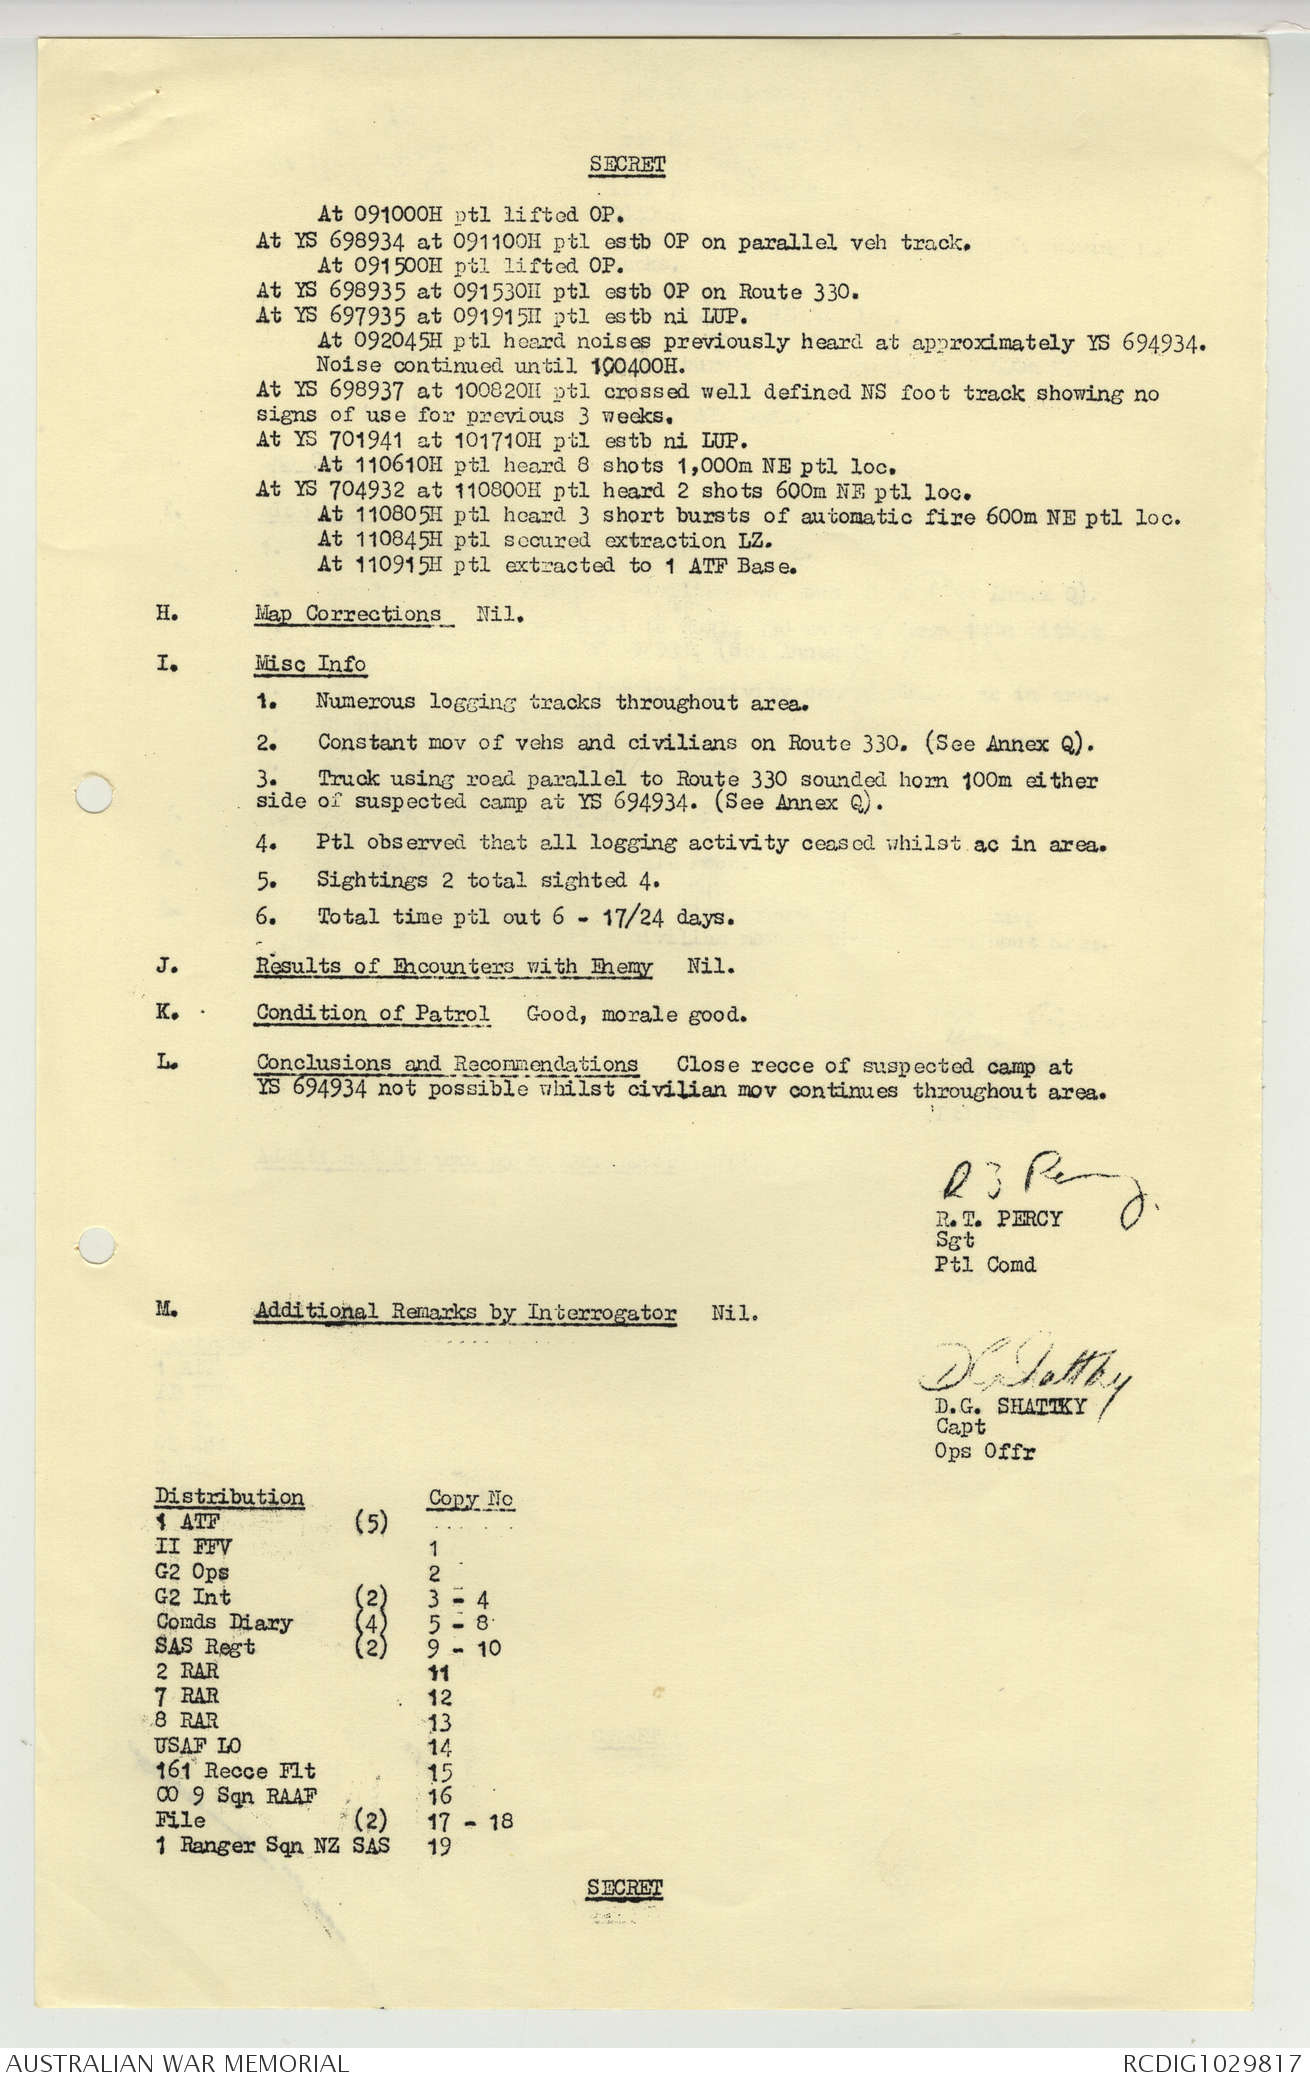 SECRET
At 091000H ptl lifted OP.
At YS 698934 at 091100H ptl estb OP on parallel veh track.
At 091500H ptl lifted OP.
At YS 698935 at 091530H ptl estb OP on Route 330.
At YS 697935 at 091915H ptl estb ni LUP.
At 092045H ptl heard noises previously heard at approximately YS 694934.
Noise continued until 100400H.
At YS 698937 at 100820H ptl crossed well defined NS foot track showing no
signs of use for previous 3 weeks.
At YS 701941 at 101710H ptl estb ni LUP.
At 110610H ptl heard 8 shots 1,000m NE ptl loc.
At YS 704932 at 110800H ptl heard 2 shots 600m NE ptl loc.
At 110805H ptl heard 3 short bursts of automatic fire 600m NE ptl loc.
At 110845H ptl secured extraction LZ.
At 110915H ptl extracted to 1 ATF Base.
H. Map Corrections Nil.
I. Misc Info
1. Numerous logging tracks throughout area.
2. Constant mov of vehs and civilians on Route 330. (See Annex Q).
3. Truck using road parallel to Route 330 sounded horn 100m either
side of suspected camp at YS 694934. (See Annex Q).
4. Ptl observed that all logging activity ceased whilst ac in area.
5. Sightings 2 total sighted 4.
6. Total time ptl out 6 - 17/24 days.
J. Results of Encounters with Enemy Nil.
K. Condition of Patrol Good, morale good.
L. Conclusions and Recommendations Close recce of suspected camp at
YS 694934 not possible whilst civilian mov continues throughout area.
R.T. PERCY
Sgt
Ptl Comd
M. Additional Remarks by Interrogator Nil.
D.G. SHATTKY
Capt
Ops Offr
Distribution Copy No
1 ATF (5)
II FFV 1
G2 Ops 2
G2 Int (2) 3 - 4
Comds Diary (4) 5 - 8
SAS Regt (2) 9 - 10
2 RAR 11
7 RAR 12
8 RAR 13
USAF LO 14
161 Recce Flt 15
CO 9 Sqn RAAF 16
File (2) 17 - 18
1 Ranger Sqn NZ SAS 19
SECRET
AUSTRALIAN WAR MEMORIAL RCDIG1029817